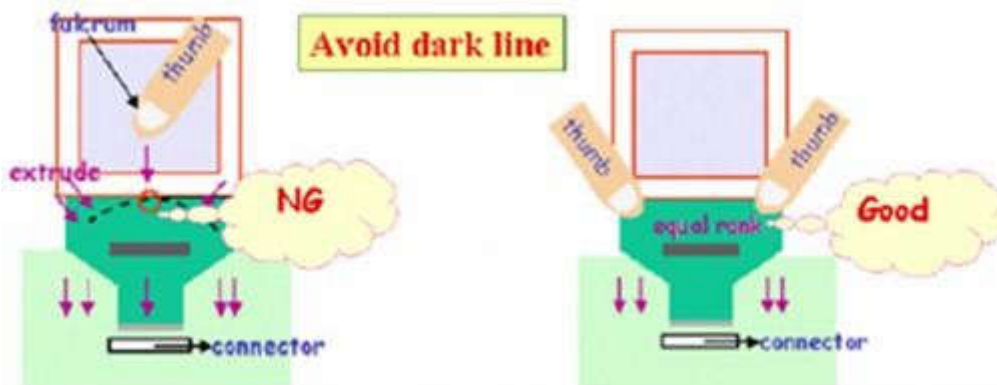 fulcrum
thumb
Avoid dark line
extrude
NG
connector
thumb
thumb
equal rank
Good
connector